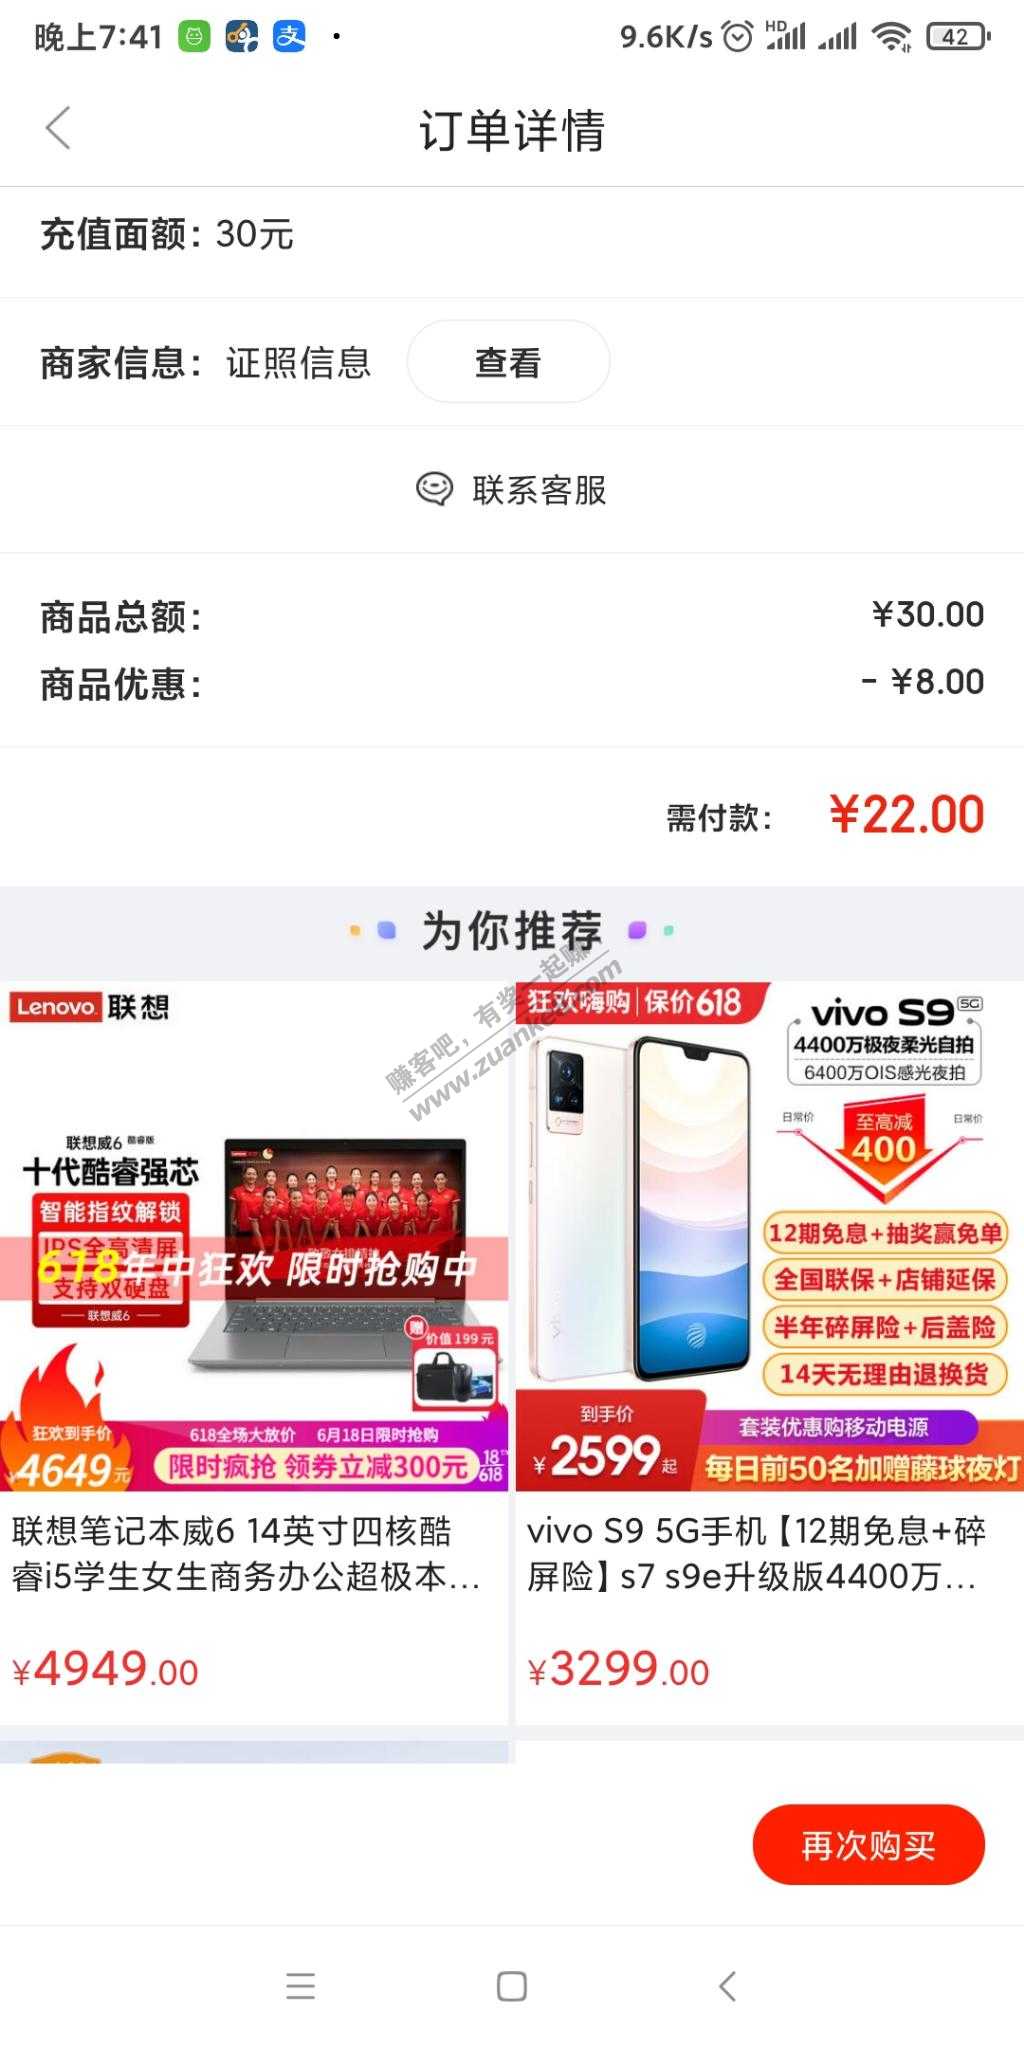 晚上7:41
9.6K/s
HD
42
订单详情
充值面额: 30元
商家信息: 证照信息 查看
联系客服
商品总额: ¥30.00
商品优惠: - ¥8.00
需付款: ¥22.00
为你推荐
赚客吧,有奖一起赚
www.zuanke8.com
Lenovo 联想
联想威6 酷睿版
十代酷睿强芯
智能指纹解锁
IPS全高清屏
支持双硬盘
联想威6
618年中狂欢 限时抢购中
赠
价值199元
狂欢到手价
¥4649元
618全场大放价 6月18日限时抢购
限时疯抢 领券立减300元
狂欢嗨购|保价618
vivo S9 5G
4400万极夜柔光自拍
6400万OIS感光夜拍
日常价
至高减
400
日常价
12期免息+抽奖赢免单
全国联保+店铺延保
半年碎屏险+后盖险
14天无理由退换货
到手价
¥2599起
套装优惠购移动电源
每日前50名加赠藤球夜灯
联想笔记本威6 14英寸四核酷
睿i5学生女生商务办公超极本...
¥4949.00
vivo S9 5G手机【12期免息+碎
屏险】s7 s9e升级版4400万...
¥3299.00
再次购买